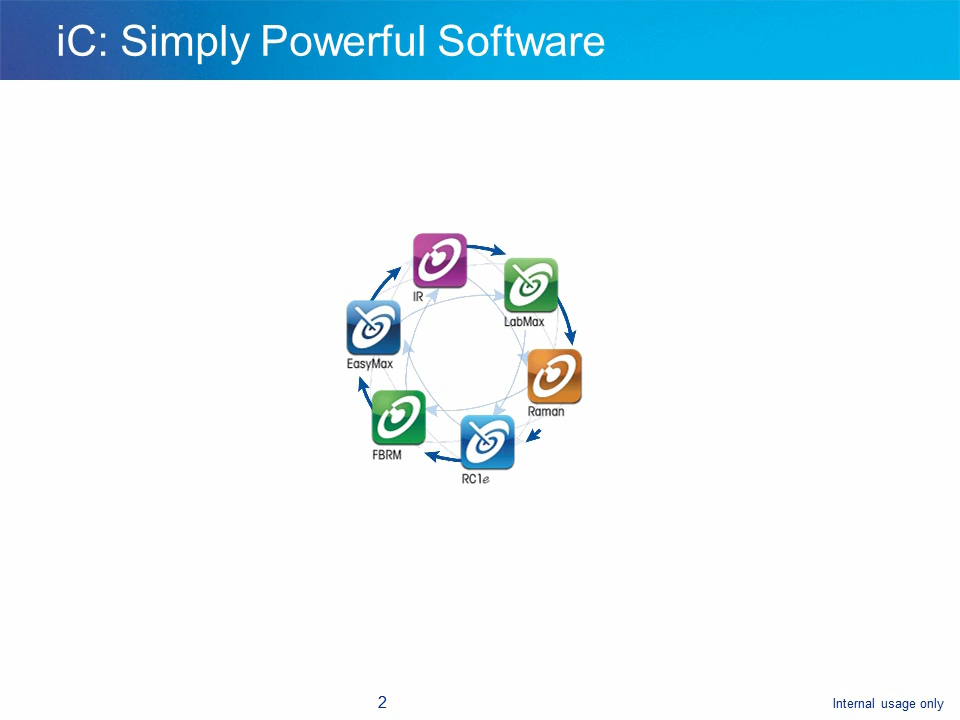 iC: Simply Powerful Software
IR
LabMax
EasyMax
Raman
FBRM
RC1e
2
Internal usage only